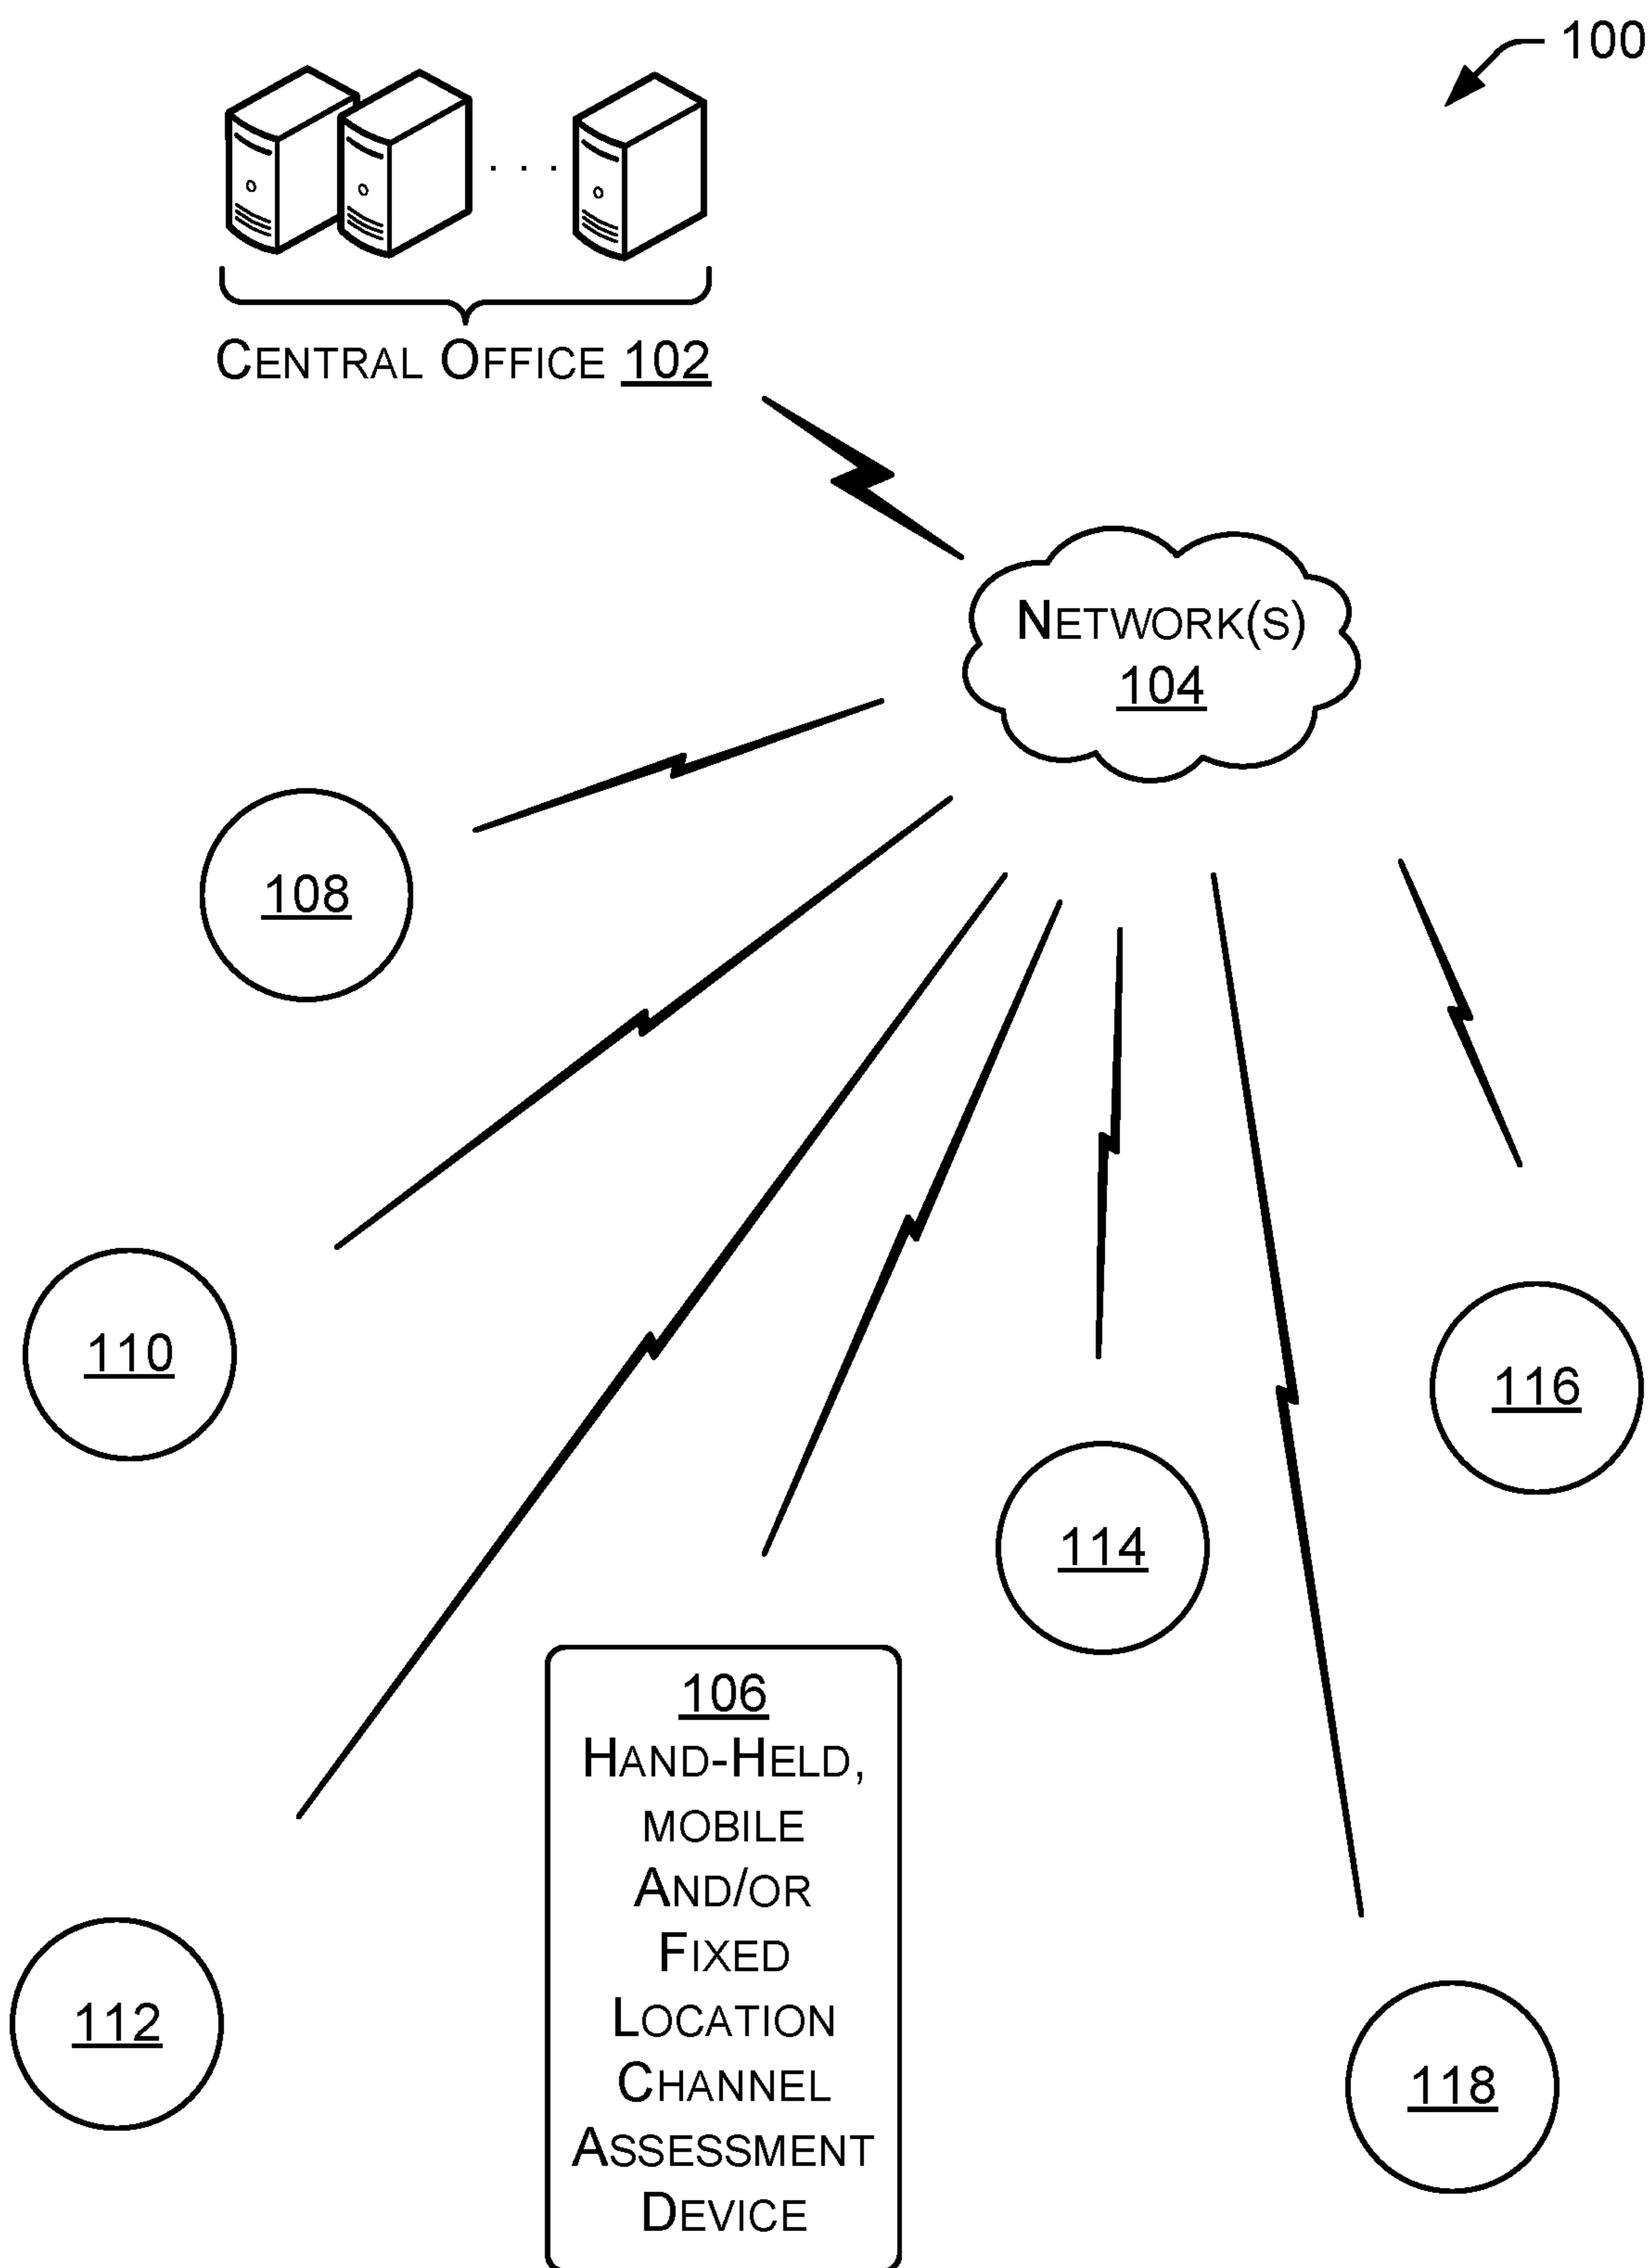 100
. . .
CENTRAL OFFICE 102
NETWORK(S)
104
108
110
116
114
106
HAND-HELD,
MOBILE
AND/OR
FIXED
LOCATION
CHANNEL
ASSESSMENT
DEVICE
112
118